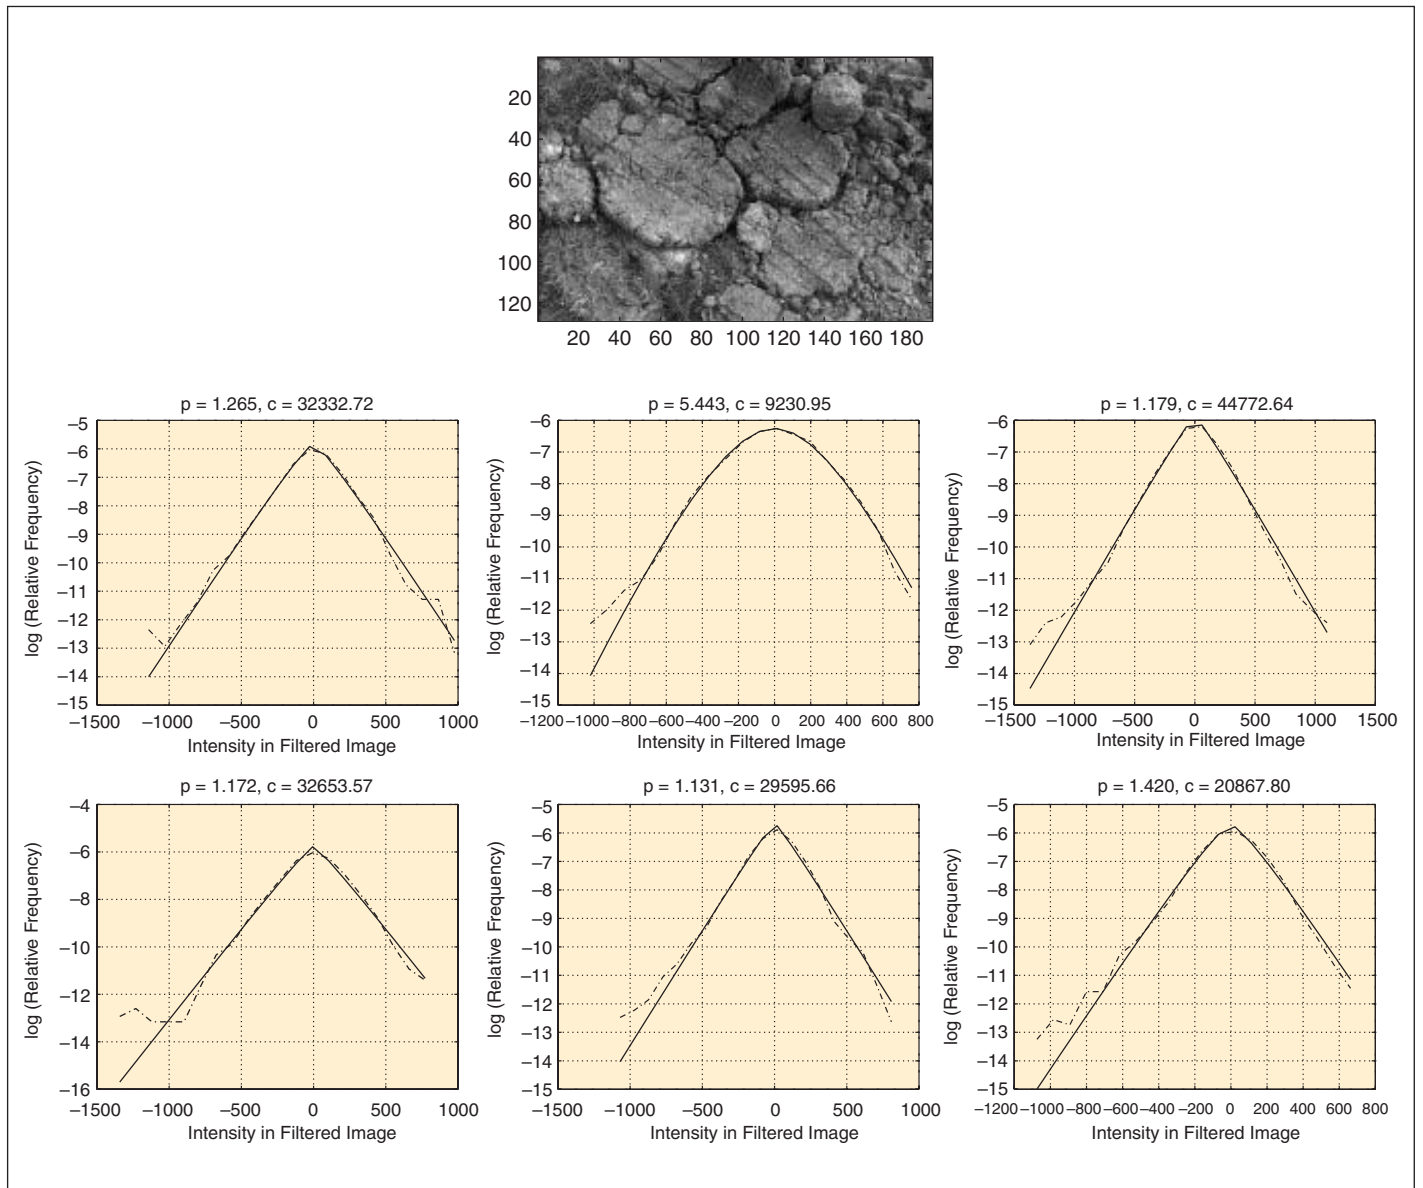 20
40
60
80
100
120
20 40 60 80 100 120 140 160 180
p = 1.265, c = 32332.72
log (Relative Frequency)
–5
–6
–7
–8
–9
–10
–11
–12
–13
–14
–15
–1500 –1000 –500 0 500 1000
Intensity in Filtered Image
p = 5.443, c = 9230.95
log (Relative Frequency)
–6
–7
–8
–9
–10
–11
–12
–13
–14
–15
–1200 –1000 –800 –600 –400 –200 0 200 400 600 800
Intensity in Filtered Image
p = 1.179, c = 44772.64
log (Relative Frequency)
–6
–7
–8
–9
–10
–11
–12
–13
–14
–15
–1500 –1000 –500 0 500 1000 1500
Intensity in Filtered Image
p = 1.172, c = 32653.57
log (Relative Frequency)
–4
–6
–8
–10
–12
–14
–16
–1500 –1000 –500 0 500 1000
Intensity in Filtered Image
p = 1.131, c = 29595.66
log (Relative Frequency)
–5
–6
–7
–8
–9
–10
–11
–12
–13
–14
–15
–1500 –1000 –500 0 500 1000
Intensity in Filtered Image
p = 1.420, c = 20867.80
log (Relative Frequency)
–5
–6
–7
–8
–9
–10
–11
–12
–13
–14
–15
–1200 –1000 –800 –600 –400 –200 0 200 400 600 800
Intensity in Filtered Image